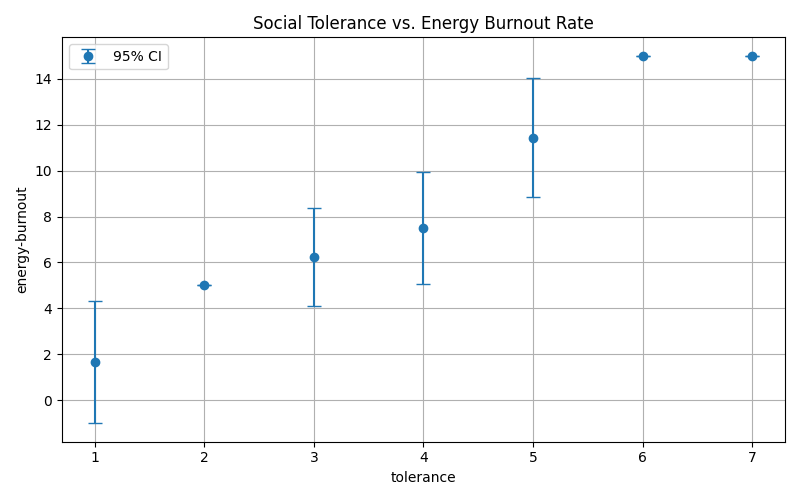 Social Tolerance vs. Energy Burnout Rate
95% CI
energy-burnout
14
12
10
8
6
4
2
0
1 2 3 4 5 6 7
tolerance